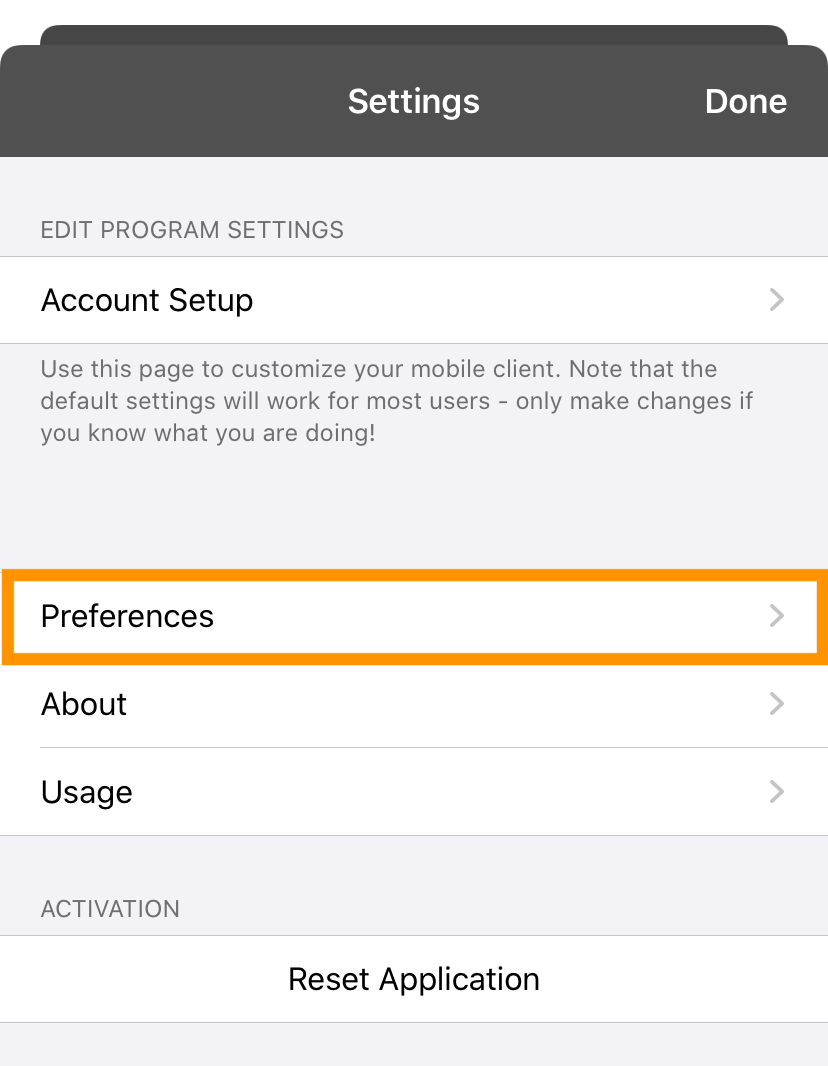 Settings
Done
EDIT PROGRAM SETTINGS
Account Setup
Use this page to customize your mobile client. Note that the
default settings will work for most users - only make changes if
you know what you are doing!
Preferences
About
Usage
ACTIVATION
Reset Application